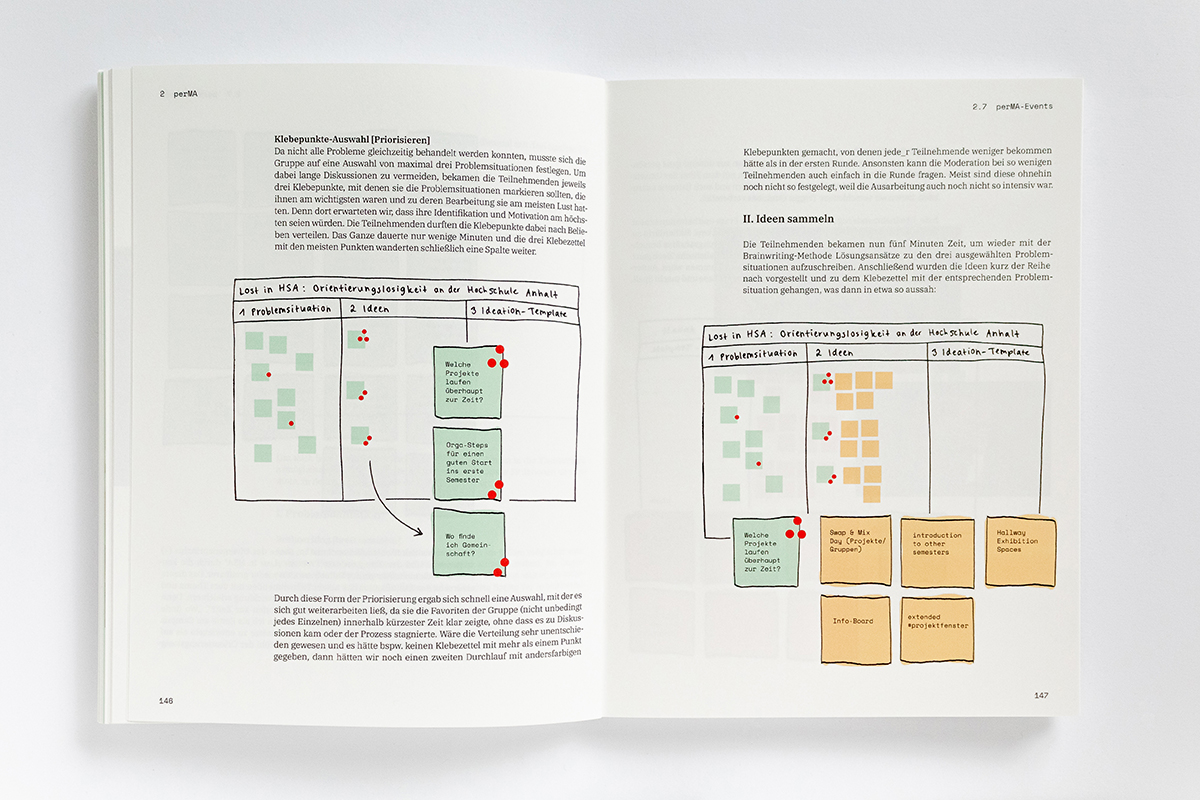 2 perMA
Klebepunkte-Auswahl [Priorisieren]
Da nicht alle Probleme gleichzeitig behandelt werden konnten, musste sich die
Gruppe auf eine Auswahl von maximal drei Problemsituationen festlegen. Um
dabei lange Diskussionen zu vermeiden, bekamen die Teilnehmenden jeweils
drei Klebepunkte, mit denen sie die Problemsituationen markieren sollten, die
ihnen am wichtigsten waren und zu deren Bearbeitung sie am meisten Lust hat-
ten. Denn dort erwarteten wir, dass ihre Identifikation und Motivation am höchs-
ten seien würden. Die Teilnehmenden durften die Klebepunkte dabei nach Belie-
ben verteilen. Das Ganze dauerte nur wenige Minuten und die drei Klebezettel
mit den meisten Punkten wanderten schließlich eine Spalte weiter.
Lost in HSA: Orientierungslosigkeit an der Hochschule Anhalt
1 Problemsituation
2 Ideen
3 Ideation-Template
Welche
Projekte
laufen
überhaupt
zur Zeit?
Orga-Steps
für einen
guten Start
ins erste
Semester
Wo finde
ich Gemein-
schaft?
Durch diese Form der Priorisierung ergab sich schnell eine Auswahl, mit der es
sich gut weiterarbeiten ließ, da sie die Favoriten der Gruppe (nicht unbedingt
jedes Einzelnen) innerhalb kürzester Zeit klar zeigte, ohne dass es zu Diskus-
sionen kam oder der Prozess stagnierte. Wäre die Verteilung sehr unentschie-
den gewesen und es hätte bspw. keinen Klebezettel mit mehr als einem Punkt
gegeben, dann hätten wir noch einen zweiten Durchlauf mit andersfarbigen
146
2.7 perMA-Events
Klebepunkten gemacht, von denen jede_r Teilnehmende weniger bekommen
hätte als in der ersten Runde. Ansonsten kann die Moderation bei so wenigen
Teilnehmenden auch einfach in die Runde fragen. Meist sind diese ohnehin
noch nicht so festgelegt, weil die Ausarbeitung auch noch nicht so intensiv war.
II. Ideen sammeln
Die Teilnehmenden bekamen nun fünf Minuten Zeit, um wieder mit der
Brainwriting-Methode Lösungsansätze zu den drei ausgewählten Problem-
situationen aufzuschreiben. Anschließend wurden die Ideen kurz der Reihe
nach vorgestellt und zu dem Klebezettel mit der entsprechenden Problem-
situation gehangen, was dann in etwa so aussah:
Lost in HSA: Orientierungslosigkeit an der Hochschule Anhalt
1 Problemsituation
2 Ideen
3 Ideation-Template
Welche
Projekte
laufen
überhaupt
zur Zeit?
Swap & Mix
Day (Projekte/
Gruppen)
introduction
to other
semesters
Hallway
Exhibition
Spaces
Info-Board
extended
#projektfenster
147